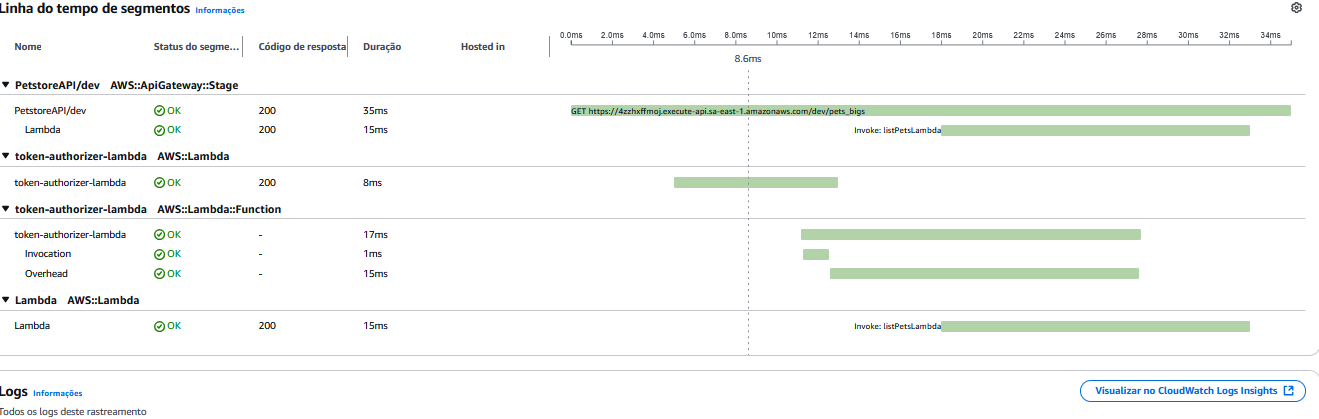 Linha do tempo de segmentos Informações
Nome Status do segme... Código de resposta Duração Hosted in 0.0ms 2.0ms 4.0ms 6.0ms 8.0ms 10ms 12ms 14ms 16ms 18ms 20ms 22ms 24ms 26ms 28ms 30ms 32ms 34ms
8.6ms
PetstoreAPI/dev AWS::ApiGateway::Stage
PetstoreAPI/dev OK 200 35ms GET https://4zzhxffmoj.execute-api.sa-east-1.amazonaws.com/dev/pets_bigs
Lambda OK 200 15ms Invoke: listPetsLambda
token-authorizer-lambda AWS::Lambda
token-authorizer-lambda OK 200 8ms
token-authorizer-lambda AWS::Lambda::Function
token-authorizer-lambda OK - 17ms
Invocation OK - 1ms
Overhead OK - 15ms
Lambda AWS::Lambda
Lambda OK 200 15ms Invoke: listPetsLambda
Logs Informações Visualizar no CloudWatch Logs Insights
Todos os logs deste rastreamento